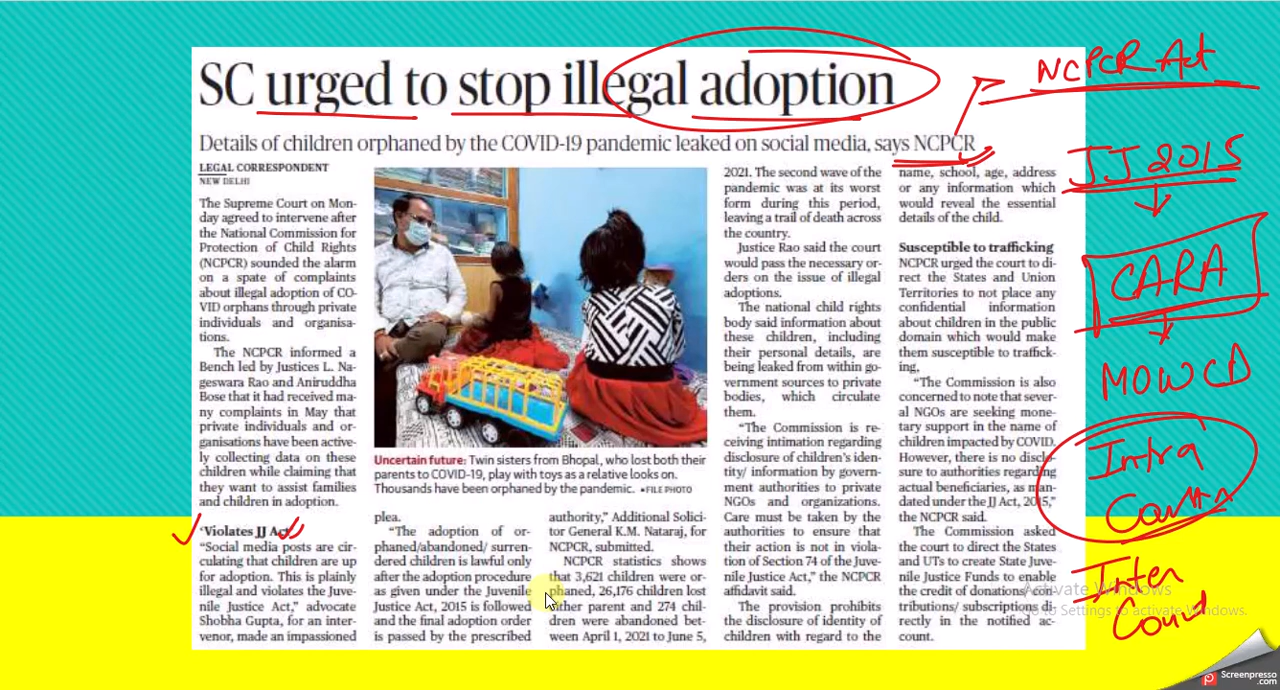 SC urged to stop illegal adoption
Details of children orphaned by the COVID-19 pandemic leaked on social media, says NCPCR
LEGAL CORRESPONDENT
NEW DELHI
The Supreme Court on Mon-
day agreed to intervene after
the National Commission for
Protection of Child Rights
(NCPCR) sounded the alarm
on a spate of complaints
about illegal adoption of CO-
VID orphans through private
individuals and organisa-
tions.
The NCPCR informed a
Bench led by Justices L. Na-
geswara Rao and Aniruddha
Bose that it had received ma-
ny complaints in May that
private individuals and or-
ganisations have been active-
ly collecting data on these
children while claiming that
they want to assist families
and children in adoption.
'Violates JJ Act'
"Social media posts are cir-
culating that children are up
for adoption. This is plainly
illegal and violates the Juve-
nile Justice Act," advocate
Shobha Gupta, for an inter-
venor, made an impassioned
Uncertain future: Twin sisters from Bhopal, who lost both their
parents to COVID-19, play with toys as a relative looks on.
Thousands have been orphaned by the pandemic. •FILE PHOTO
plea.
"The adoption of or-
phaned/abandoned/ surren-
dered children is lawful only
after the adoption procedure
as given under the Juvenile
Justice Act, 2015 is followed
and the final adoption order
is passed by the prescribed
authority," Additional Solici-
tor General K.M. Nataraj, for
NCPCR, submitted.
NCPCR statistics shows
that 3,621 children were or-
phaned, 26,176 children lost
either parent and 274 chil-
dren were abandoned bet-
ween April 1, 2021 to June 5,
2021. The second wave of the
pandemic was at its worst
form during this period,
leaving a trail of death across
the country.
Justice Rao said the court
would pass the necessary or-
ders on the issue of illegal
adoptions.
The national child rights
body said information about
these children, including
their personal details, are
being leaked from within go-
vernment sources to private
bodies, which circulate
them.
"The Commission is re-
ceiving intimation regarding
disclosure of children's iden-
tity/ information by govern-
ment authorities to private
NGOs and organizations.
Care must be taken by the
authorities to ensure that
their action is not in viola-
tion of Section 74 of the Juve-
nile Justice Act," the NCPCR
affidavit said.
The provision prohibits
the disclosure of identity of
children with regard to the
name, school, age, address
or any information which
would reveal the essential
details of the child.
Susceptible to trafficking
NCPCR urged the court to di-
rect the States and Union
Territories to not place any
confidential information
about children in the public
domain which would make
them susceptible to traffick-
ing.
"The Commission is also
concerned to note that sever-
al NGOs are seeking mone-
tary support in the name of
children impacted by COVID.
However, there is no disclo-
sure to authorities regarding
actual beneficiaries, as man-
dated under the JJ Act, 2015,"
the NCPCR said.
The Commission asked
the court to direct the States
and UTs to create State Juve-
nile Justice Funds to enable
the credit of donations/ con-
tributions/ subscriptions di-
rectly in the notified ac-
count.
NCPCR Act
JJ 2015
CARA
MOWCD
Intra
Inter
Activate Windows
Go to Settings to activate Windows.
Screenpresso
.com